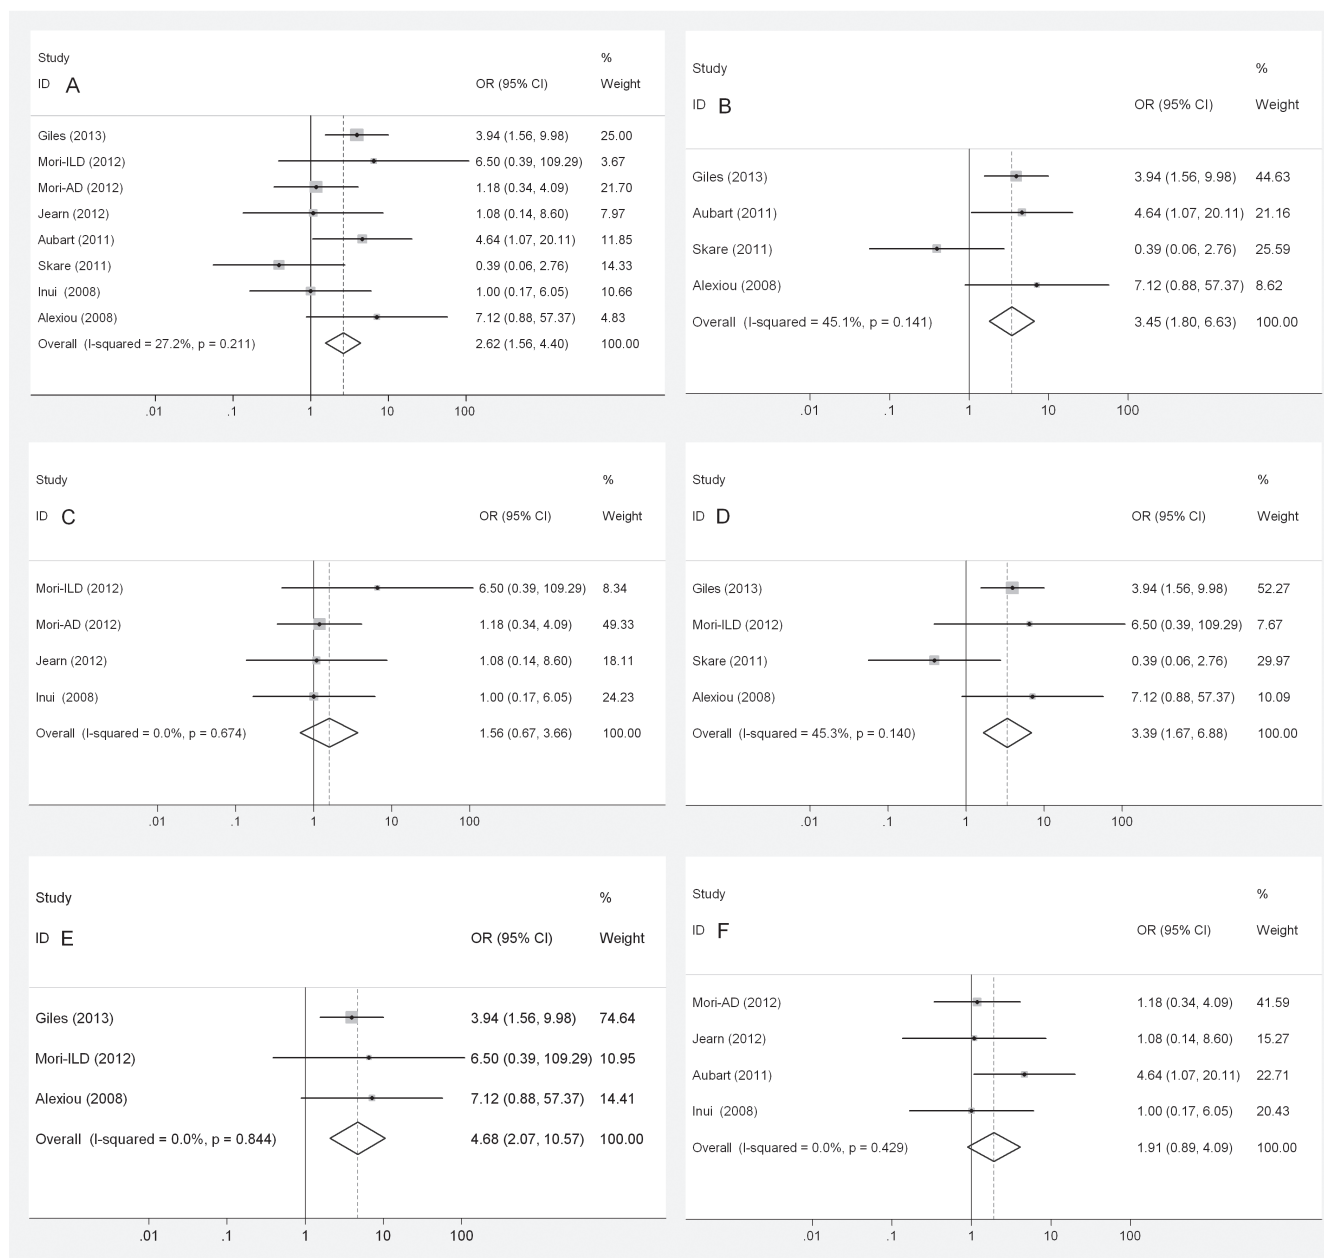 Study %
ID A OR (95% CI) Weight
Giles (2013) 3.94 (1.56, 9.98) 25.00
Mori-ILD (2012) 6.50 (0.39, 109.29) 3.67
Mori-AD (2012) 1.18 (0.34, 4.09) 21.70
Jearn (2012) 1.08 (0.14, 8.60) 7.97
Aubart (2011) 4.64 (1.07, 20.11) 11.85
Skare (2011) 0.39 (0.06, 2.76) 14.33
Inui (2008) 1.00 (0.17, 6.05) 10.66
Alexiou (2008) 7.12 (0.88, 57.37) 4.83
Overall (I-squared = 27.2%, p = 0.211) 2.62 (1.56, 4.40) 100.00
.01 .1 1 10 100
Study %
ID B OR (95% CI) Weight
Giles (2013) 3.94 (1.56, 9.98) 44.63
Aubart (2011) 4.64 (1.07, 20.11) 21.16
Skare (2011) 0.39 (0.06, 2.76) 25.59
Alexiou (2008) 7.12 (0.88, 57.37) 8.62
Overall (I-squared = 45.1%, p = 0.141) 3.45 (1.80, 6.63) 100.00
.01 .1 1 10 100
Study %
ID C OR (95% CI) Weight
Mori-ILD (2012) 6.50 (0.39, 109.29) 8.34
Mori-AD (2012) 1.18 (0.34, 4.09) 49.33
Jearn (2012) 1.08 (0.14, 8.60) 18.11
Inui (2008) 1.00 (0.17, 6.05) 24.23
Overall (I-squared = 0.0%, p = 0.674) 1.56 (0.67, 3.66) 100.00
.01 .1 1 10 100
Study %
ID D OR (95% CI) Weight
Giles (2013) 3.94 (1.56, 9.98) 52.27
Mori-ILD (2012) 6.50 (0.39, 109.29) 7.67
Skare (2011) 0.39 (0.06, 2.76) 29.97
Alexiou (2008) 7.12 (0.88, 57.37) 10.09
Overall (I-squared = 45.3%, p = 0.140) 3.39 (1.67, 6.88) 100.00
.01 .1 1 10 100
Study %
ID E OR (95% CI) Weight
Giles (2013) 3.94 (1.56, 9.98) 74.64
Mori-ILD (2012) 6.50 (0.39, 109.29) 10.95
Alexiou (2008) 7.12 (0.88, 57.37) 14.41
Overall (I-squared = 0.0%, p = 0.844) 4.68 (2.07, 10.57) 100.00
.01 .1 1 10 100
Study %
ID F OR (95% CI) Weight
Mori-AD (2012) 1.18 (0.34, 4.09) 41.59
Jearn (2012) 1.08 (0.14, 8.60) 15.27
Aubart (2011) 4.64 (1.07, 20.11) 22.71
Inui (2008) 1.00 (0.17, 6.05) 20.43
Overall (I-squared = 0.0%, p = 0.429) 1.91 (0.89, 4.09) 100.00
.01 .1 1 10 100